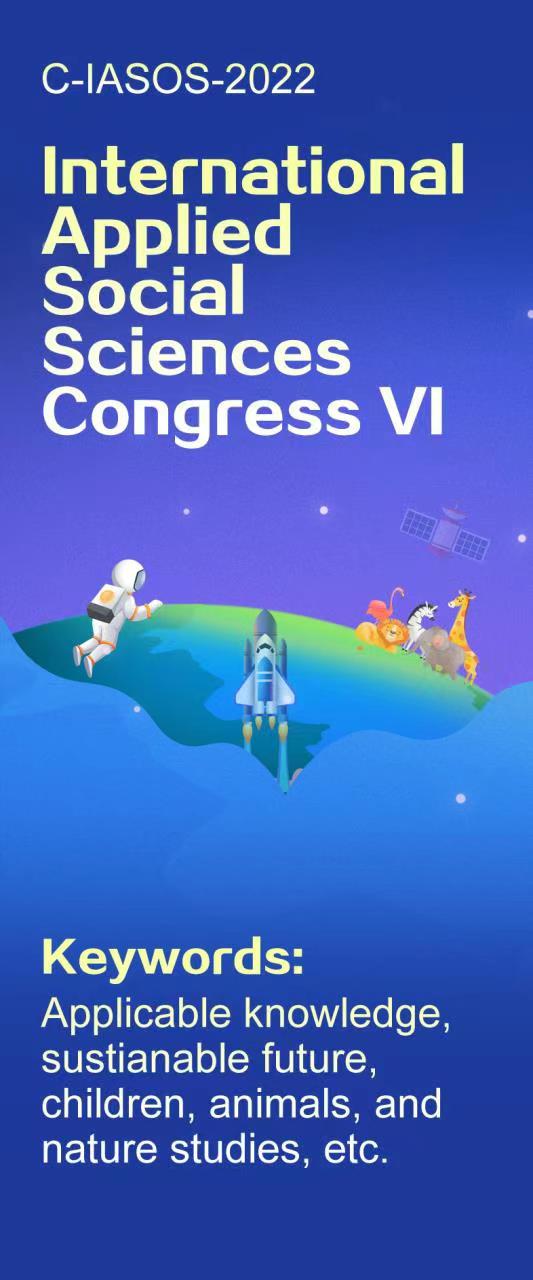 C-IASOS-2022
International
Applied
Social
Sciences
Congress VI
Keywords:
Applicable knowledge,
sustianable future,
children, animals, and
nature studies, etc.